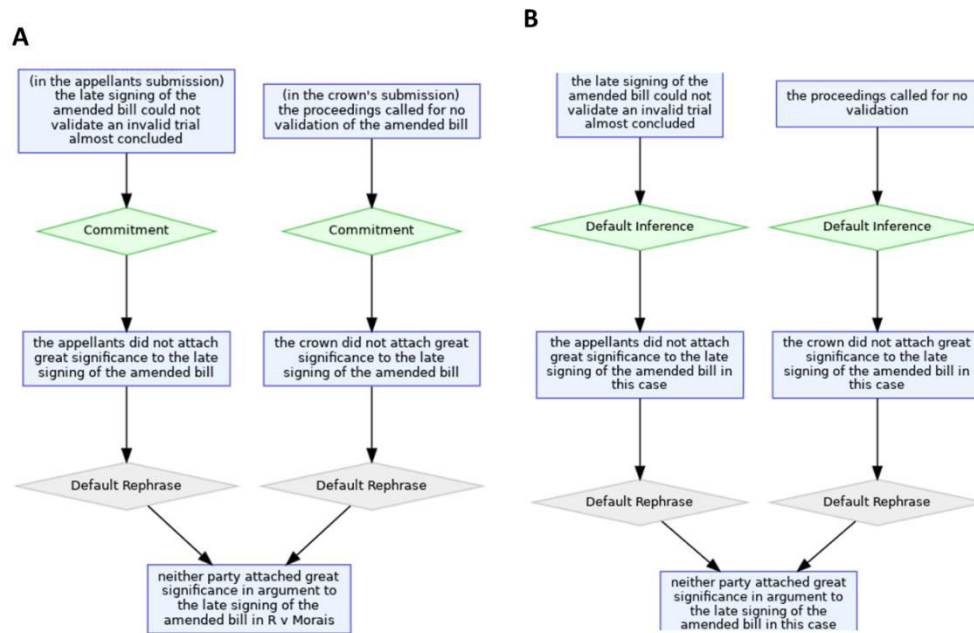 A
(in the appellants submission)
the late signing of the
amended bill could not
validate an invalid trial
almost concluded
(in the crown's submission)
the proceedings called for no
validation of the amended bill
Commitment
Commitment
the appellants did not attach
great significance to the late
signing of the amended bill
the crown did not attach great
significance to the late
signing of the amended bill
Default Rephrase
Default Rephrase
neither party attached great
significance in argument to
the late signing of the
amended bill in R v Morais
B
the late signing of the
amended bill could not
validate an invalid trial
almost concluded
the proceedings called for no
validation
Default Inference
Default Inference
the appellants did not attach
great significance to the late
signing of the amended bill in
this case
the crown did not attach great
significance to the late
signing of the amended bill in
this case
Default Rephrase
Default Rephrase
neither party attached great
significance in argument to
the late signing of the
amended bill in this case